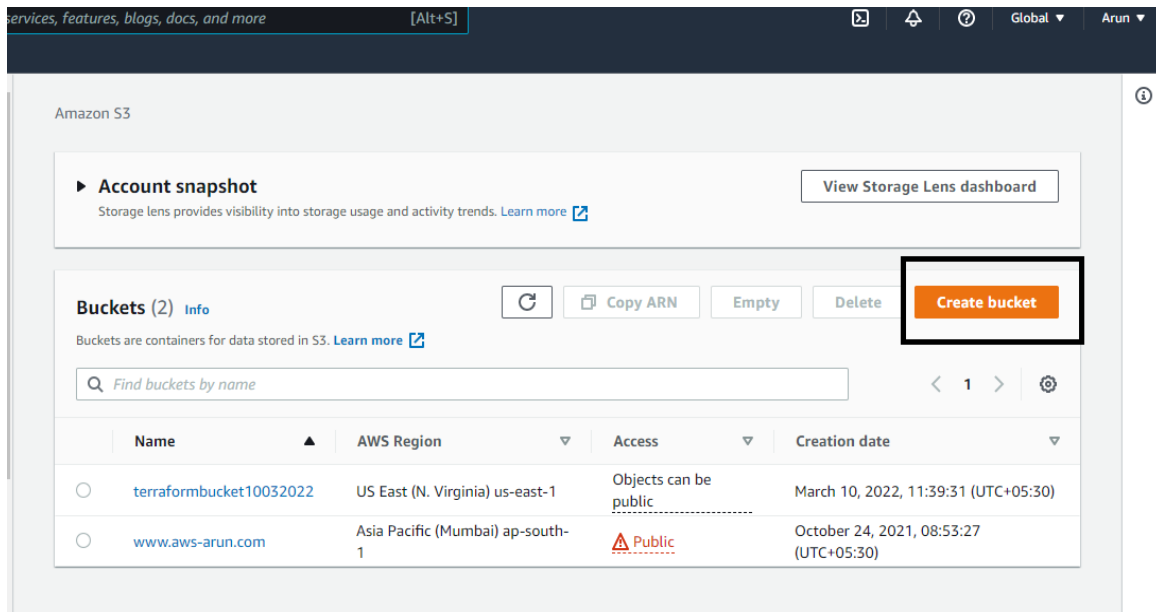 services, features, blogs, docs, and more [Alt+S] Global Arun
Amazon S3
Account snapshot
View Storage Lens dashboard
Storage lens provides visibility into storage usage and activity trends. Learn more
Buckets (2) Info
Copy ARN Empty Delete Create bucket
Buckets are containers for data stored in S3. Learn more
Find buckets by name
1
Name AWS Region Access Creation date
terraformbucket10032022 US East (N. Virginia) us-east-1 Objects can be
public March 10, 2022, 11:39:31 (UTC+05:30)
www.aws-arun.com Asia Pacific (Mumbai) ap-south-
1 Public October 24, 2021, 08:53:27
(UTC+05:30)